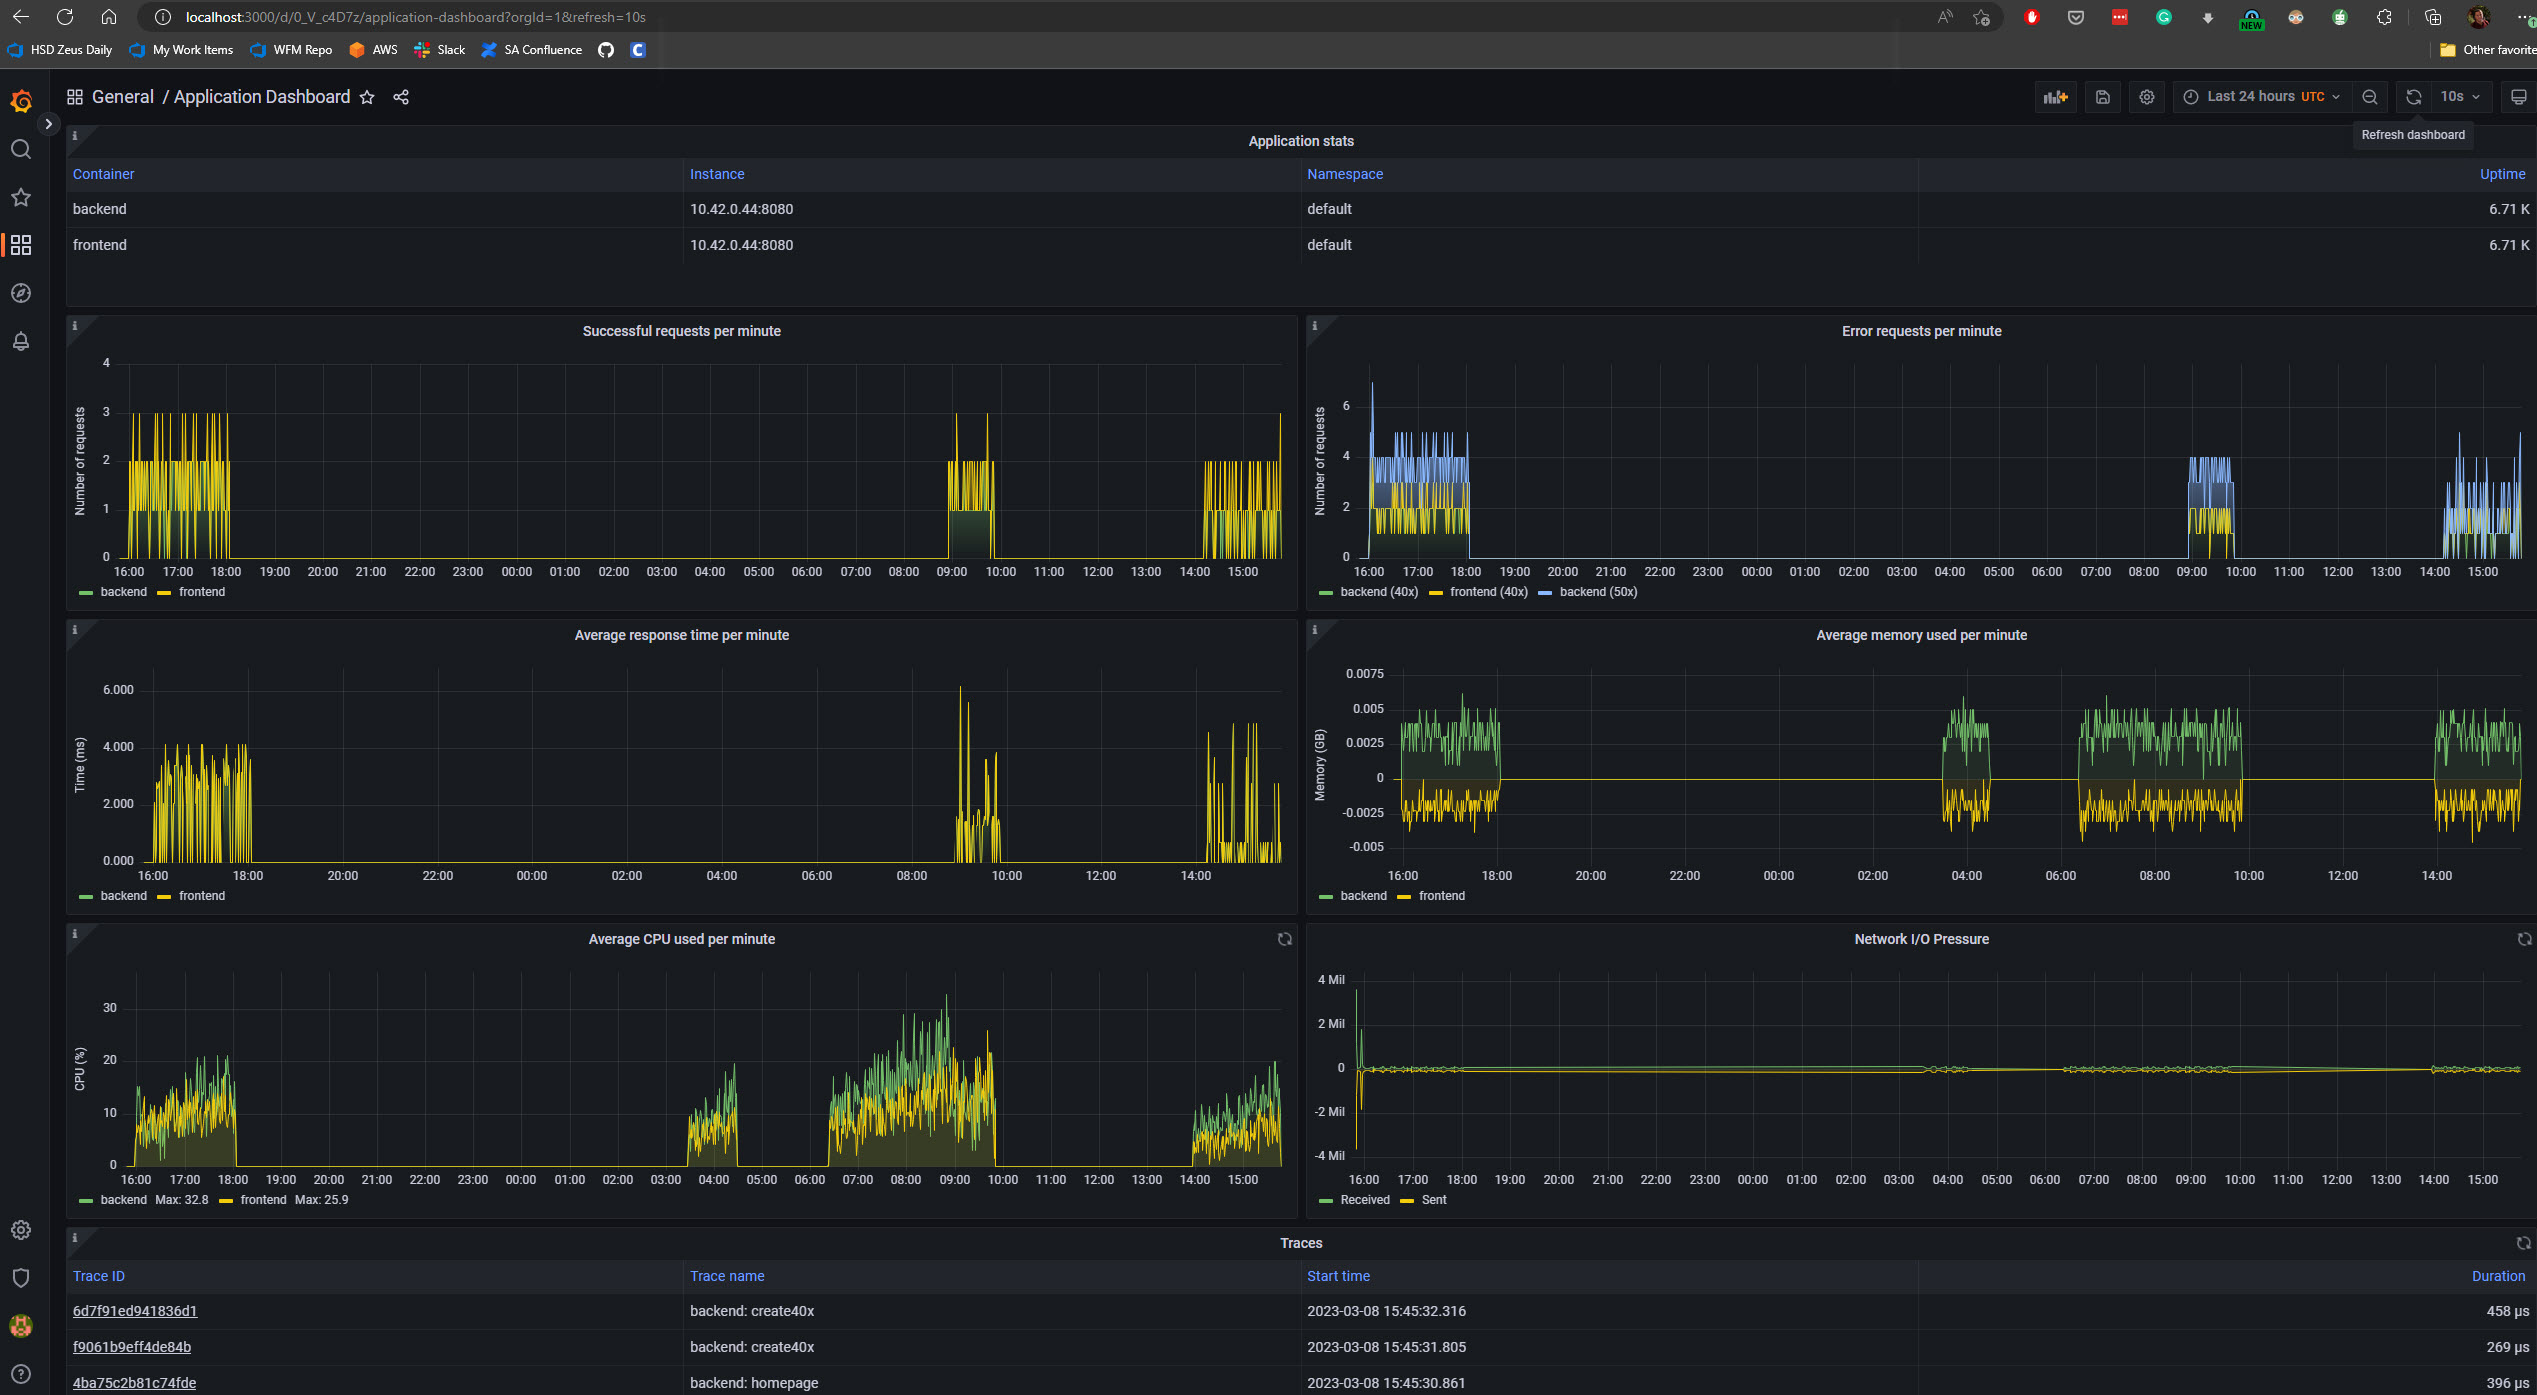 localhost:3000/d/0_V_c4D7z/application-dashboard?orgId=1&refresh=10s
NEW
HSD Zeus Daily My Work Items WFM Repo AWS Slack SA Confluence C Other favorite
General / Application Dashboard Last 24 hours UTC 10s
Refresh dashboard
Application stats
Container Instance Namespace Uptime
backend 10.42.0.44:8080 default 6.71 K
frontend 10.42.0.44:8080 default 6.71 K
Successful requests per minute
Number of requests
4
3
2
1
0
16:00 17:00 18:00 19:00 20:00 21:00 22:00 23:00 00:00 01:00 02:00 03:00 04:00 05:00 06:00 07:00 08:00 09:00 10:00 11:00 12:00 13:00 14:00 15:00
backend frontend
Error requests per minute
Number of requests
6
4
2
0
16:00 17:00 18:00 19:00 20:00 21:00 22:00 23:00 00:00 01:00 02:00 03:00 04:00 05:00 06:00 07:00 08:00 09:00 10:00 11:00 12:00 13:00 14:00 15:00
backend (40x) frontend (40x) backend (50x)
Average response time per minute
Time (ms)
6.000
4.000
2.000
0.000
16:00 18:00 20:00 22:00 00:00 02:00 04:00 06:00 08:00 10:00 12:00 14:00
backend frontend
Average memory used per minute
Memory (GB)
0.0075
0.005
0.0025
0
-0.0025
-0.005
16:00 18:00 20:00 22:00 00:00 02:00 04:00 06:00 08:00 10:00 12:00 14:00
backend frontend
Average CPU used per minute
CPU (%)
30
20
10
0
16:00 17:00 18:00 19:00 20:00 21:00 22:00 23:00 00:00 01:00 02:00 03:00 04:00 05:00 06:00 07:00 08:00 09:00 10:00 11:00 12:00 13:00 14:00 15:00
backend Max: 32.8 frontend Max: 25.9
Network I/O Pressure
4 Mil
2 Mil
0
-2 Mil
-4 Mil
16:00 17:00 18:00 19:00 20:00 21:00 22:00 23:00 00:00 01:00 02:00 03:00 04:00 05:00 06:00 07:00 08:00 09:00 10:00 11:00 12:00 13:00 14:00 15:00
Received Sent
Traces
Trace ID Trace name Start time Duration
6d7f91ed941836d1 backend: create40x 2023-03-08 15:45:32.316 458 µs
f9061b9eff4de84b backend: create40x 2023-03-08 15:45:31.805 269 µs
4ba75c2b81c74fde backend: homepage 2023-03-08 15:45:30.861 396 µs